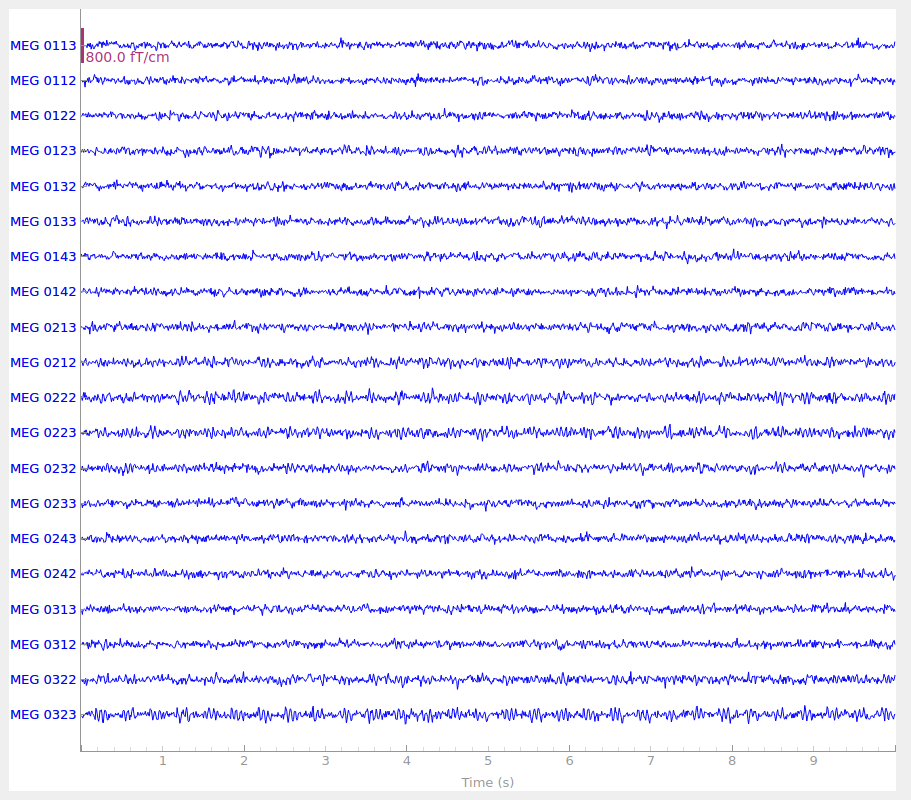 MEG 0113
800.0 fT/cm
MEG 0112
MEG 0122
MEG 0123
MEG 0132
MEG 0133
MEG 0143
MEG 0142
MEG 0213
MEG 0212
MEG 0222
MEG 0223
MEG 0232
MEG 0233
MEG 0243
MEG 0242
MEG 0313
MEG 0312
MEG 0322
MEG 0323
1 2 3 4 5 6 7 8 9
Time (s)